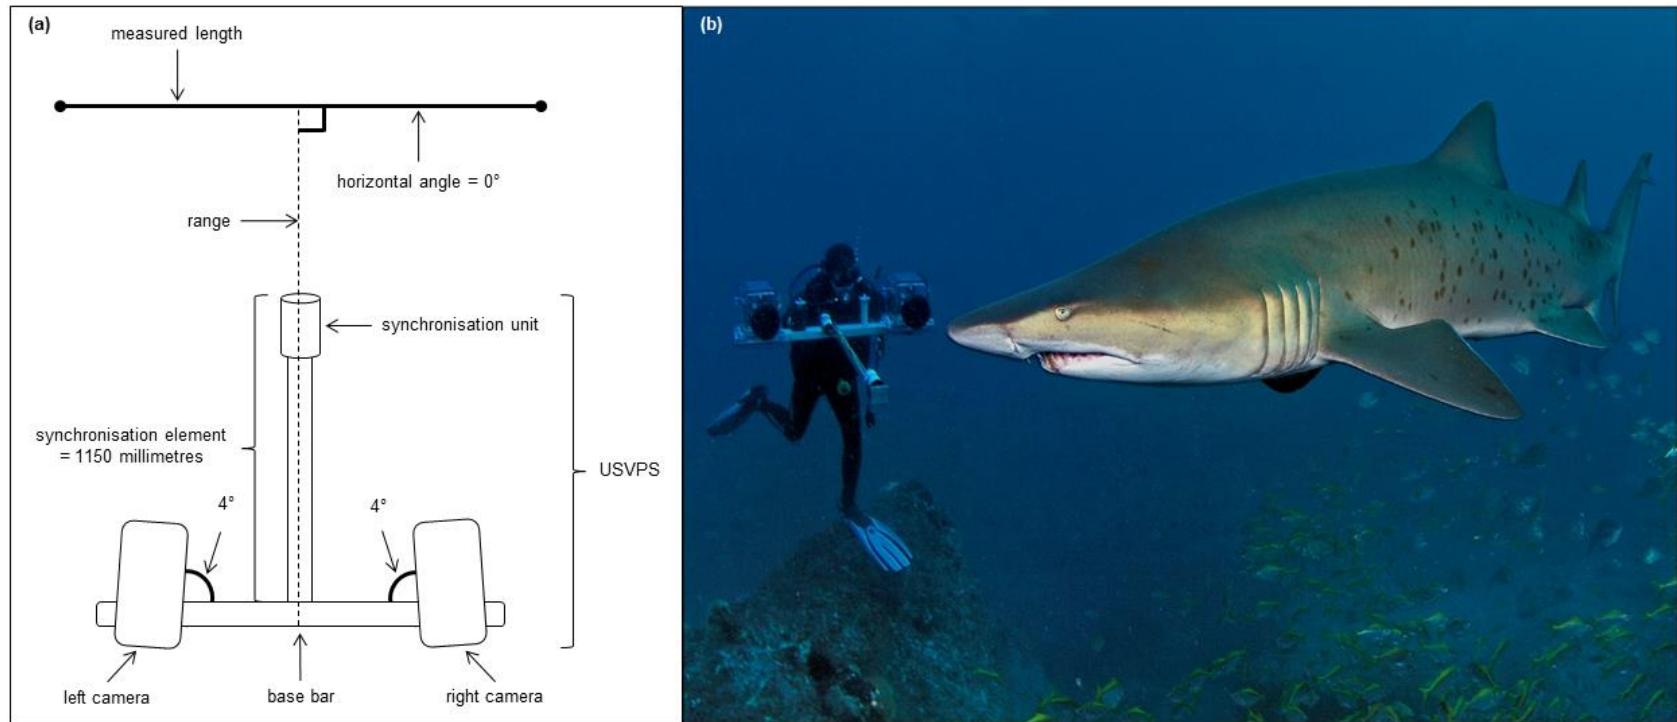 (a)
measured length
horizontal angle = 0°
range
synchronisation unit
synchronisation element
= 1150 millimetres
USVPS
4°
4°
left camera
base bar
right camera
(b)